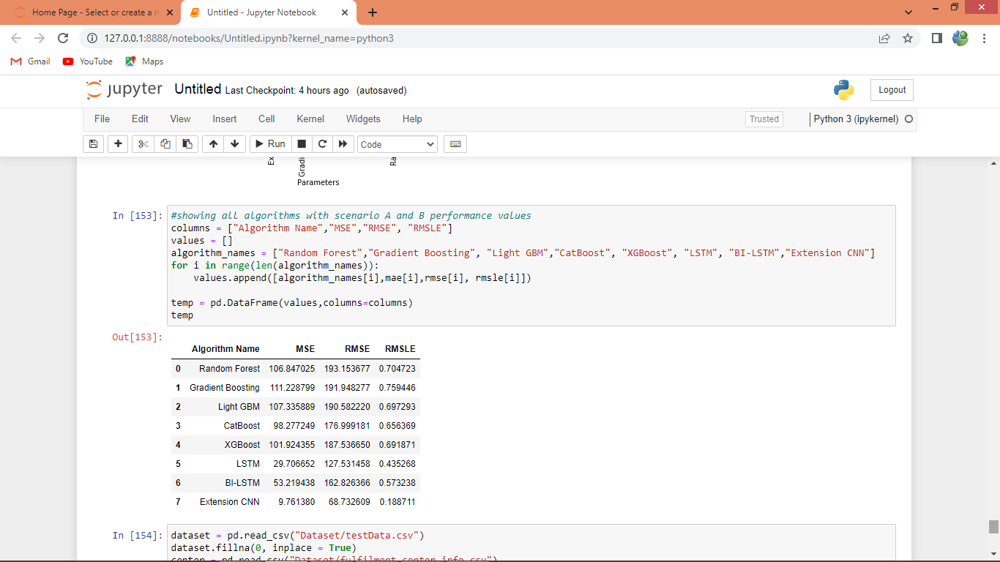 Home Page - Select or create a n
Untitled - Jupyter Notebook
127.0.0.1:8888/notebooks/Untitled.ipynb?kernel_name=python3
Gmail YouTube Maps
jupyter Untitled Last Checkpoint: 4 hours ago (autosaved)
Logout
File Edit View Insert Cell Kernel Widgets Help
Trusted Python 3 (ipykernel)
Run Code
Ex Gradi Ra
Parameters
In [153]: #showing all algorithms with scenario A and B performance values
columns = ["Algorithm Name","MSE","RMSE", "RMSLE"]
values = []
algorithm_names = ["Random Forest","Gradient Boosting", "Light GBM","CatBoost", "XGBoost", "LSTM", "BI-LSTM","Extension CNN"]
for i in range(len(algorithm_names)):
    values.append([algorithm_names[i],mae[i],rmse[i], rmsle[i]])
temp = pd.DataFrame(values,columns=columns)
temp
Out[153]:
Algorithm Name MSE RMSE RMSLE
0 Random Forest 106.847025 193.153677 0.704723
1 Gradient Boosting 111.228799 191.948277 0.759446
2 Light GBM 107.335889 190.582220 0.697293
3 CatBoost 98.277249 176.999181 0.656369
4 XGBoost 101.924355 187.536650 0.691871
5 LSTM 29.706652 127.531458 0.435268
6 BI-LSTM 53.219438 162.826366 0.573238
7 Extension CNN 9.761380 68.732609 0.188711
In [154]: dataset = pd.read_csv("Dataset/testData.csv")
dataset.fillna(0, inplace = True)